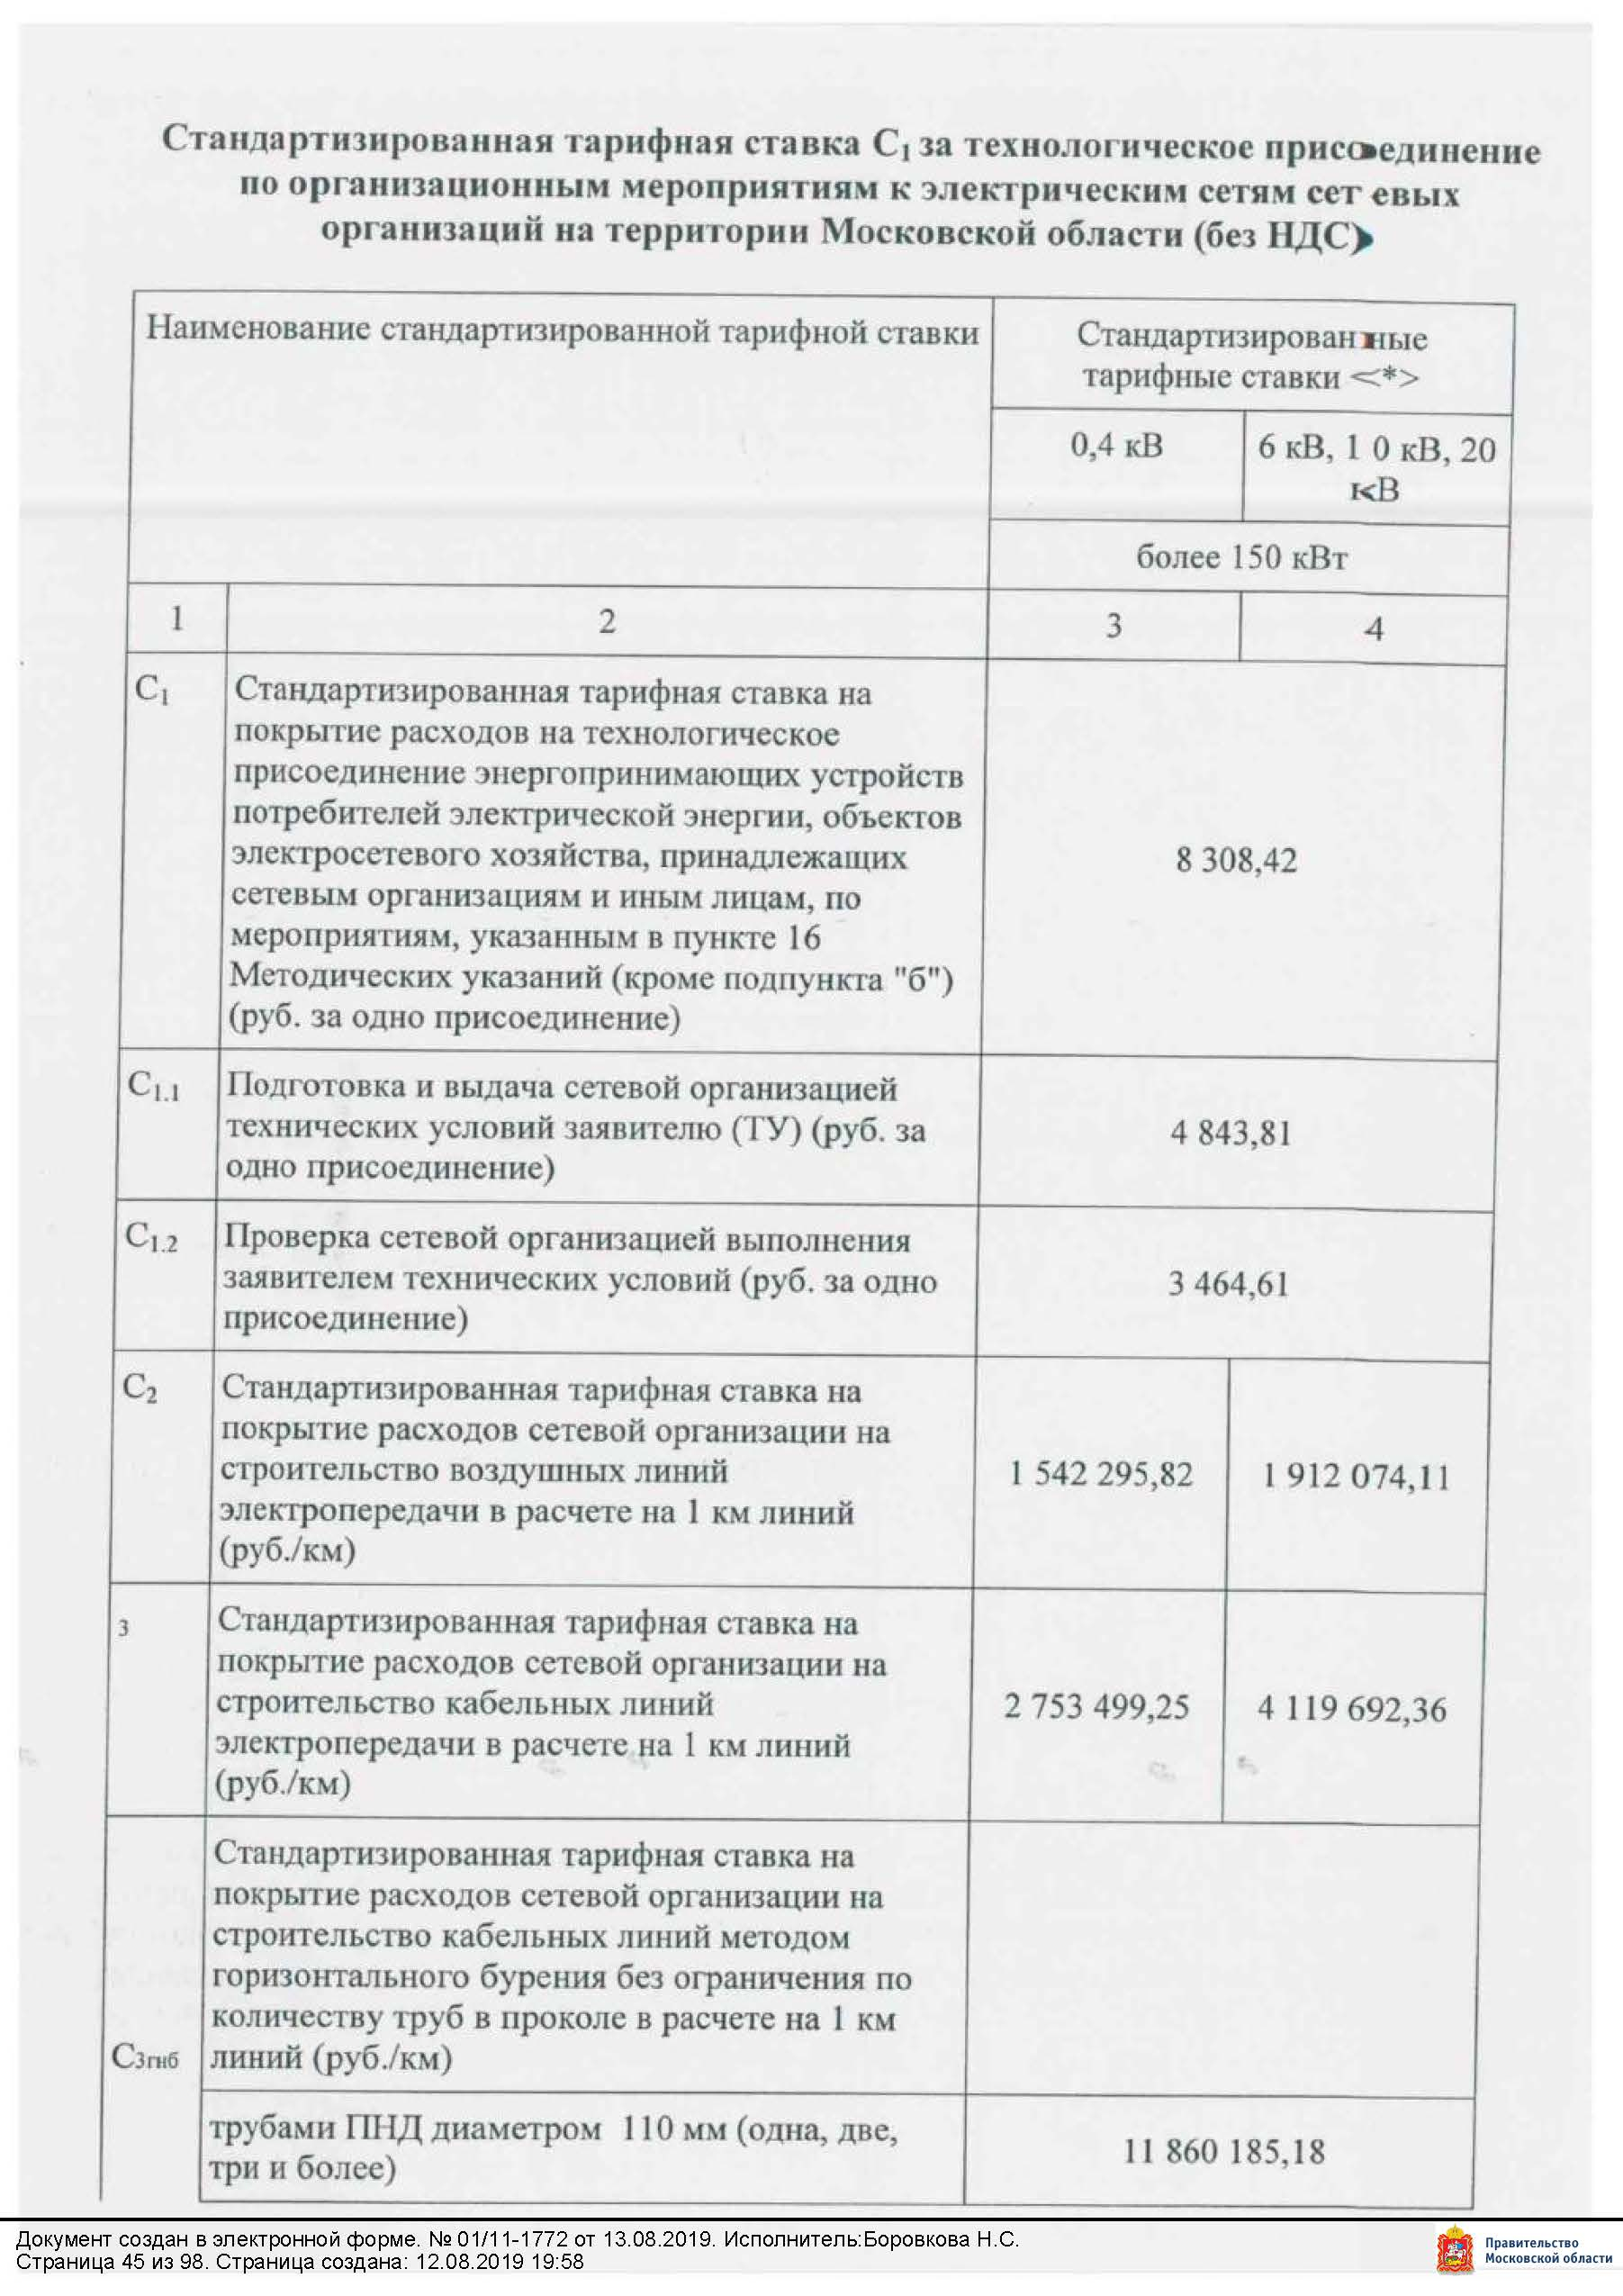 Стандартизированная тарифная ставка С1 за технологическое присоединение
по организационным мероприятиям к электрическим сетям сет евых
организаций на территории Московской области (без НДС)
Наименование стандартизированной тарифной ставки
Стандартизированные
тарифные ставки <*>
0,4 кВ
6 кВ, 1 0 кВ, 20
кВ
более 150 кВт
1
2
3
4
С1
Стандартизированная тарифная ставка на
покрытие расходов на технологическое
присоединение энергопринимающих устройств
потребителей электрической энергии, объектов
электросетевого хозяйства, принадлежащих
сетевым организациям и иным лицам, по
мероприятиям, указанным в пункте 16
Методических указаний (кроме подпункта "б")
(руб. за одно присоединение)
8 308,42
С1.1
Подготовка и выдача сетевой организацией
технических условий заявителю (ТУ) (руб. за
одно присоединение)
4 843,81
С1.2
Проверка сетевой организацией выполнения
заявителем технических условий (руб. за одно
присоединение)
3 464,61
С2
Стандартизированная тарифная ставка на
покрытие расходов сетевой организации на
строительство воздушных линий
электропередачи в расчете на 1 км линий
(руб./км)
1 542 295,82
1 912 074,11
3
Стандартизированная тарифная ставка на
покрытие расходов сетевой организации на
строительство кабельных линий
электропередачи в расчете на 1 км линий
(руб./км)
2 753 499,25
4 119 692,36
С3гнб
Стандартизированная тарифная ставка на
покрытие расходов сетевой организации на
строительство кабельных линий методом
горизонтального бурения без ограничения по
количеству труб в проколе в расчете на 1 км
линий (руб./км)
трубами ПНД диаметром 110 мм (одна, две,
три и более)
11 860 185,18
Документ создан в электронной форме. № 01/11-1772 от 13.08.2019. Исполнитель:Боровкова Н.С.
Страница 45 из 98. Страница создана: 12.08.2019 19:58
Правительство
Московской области